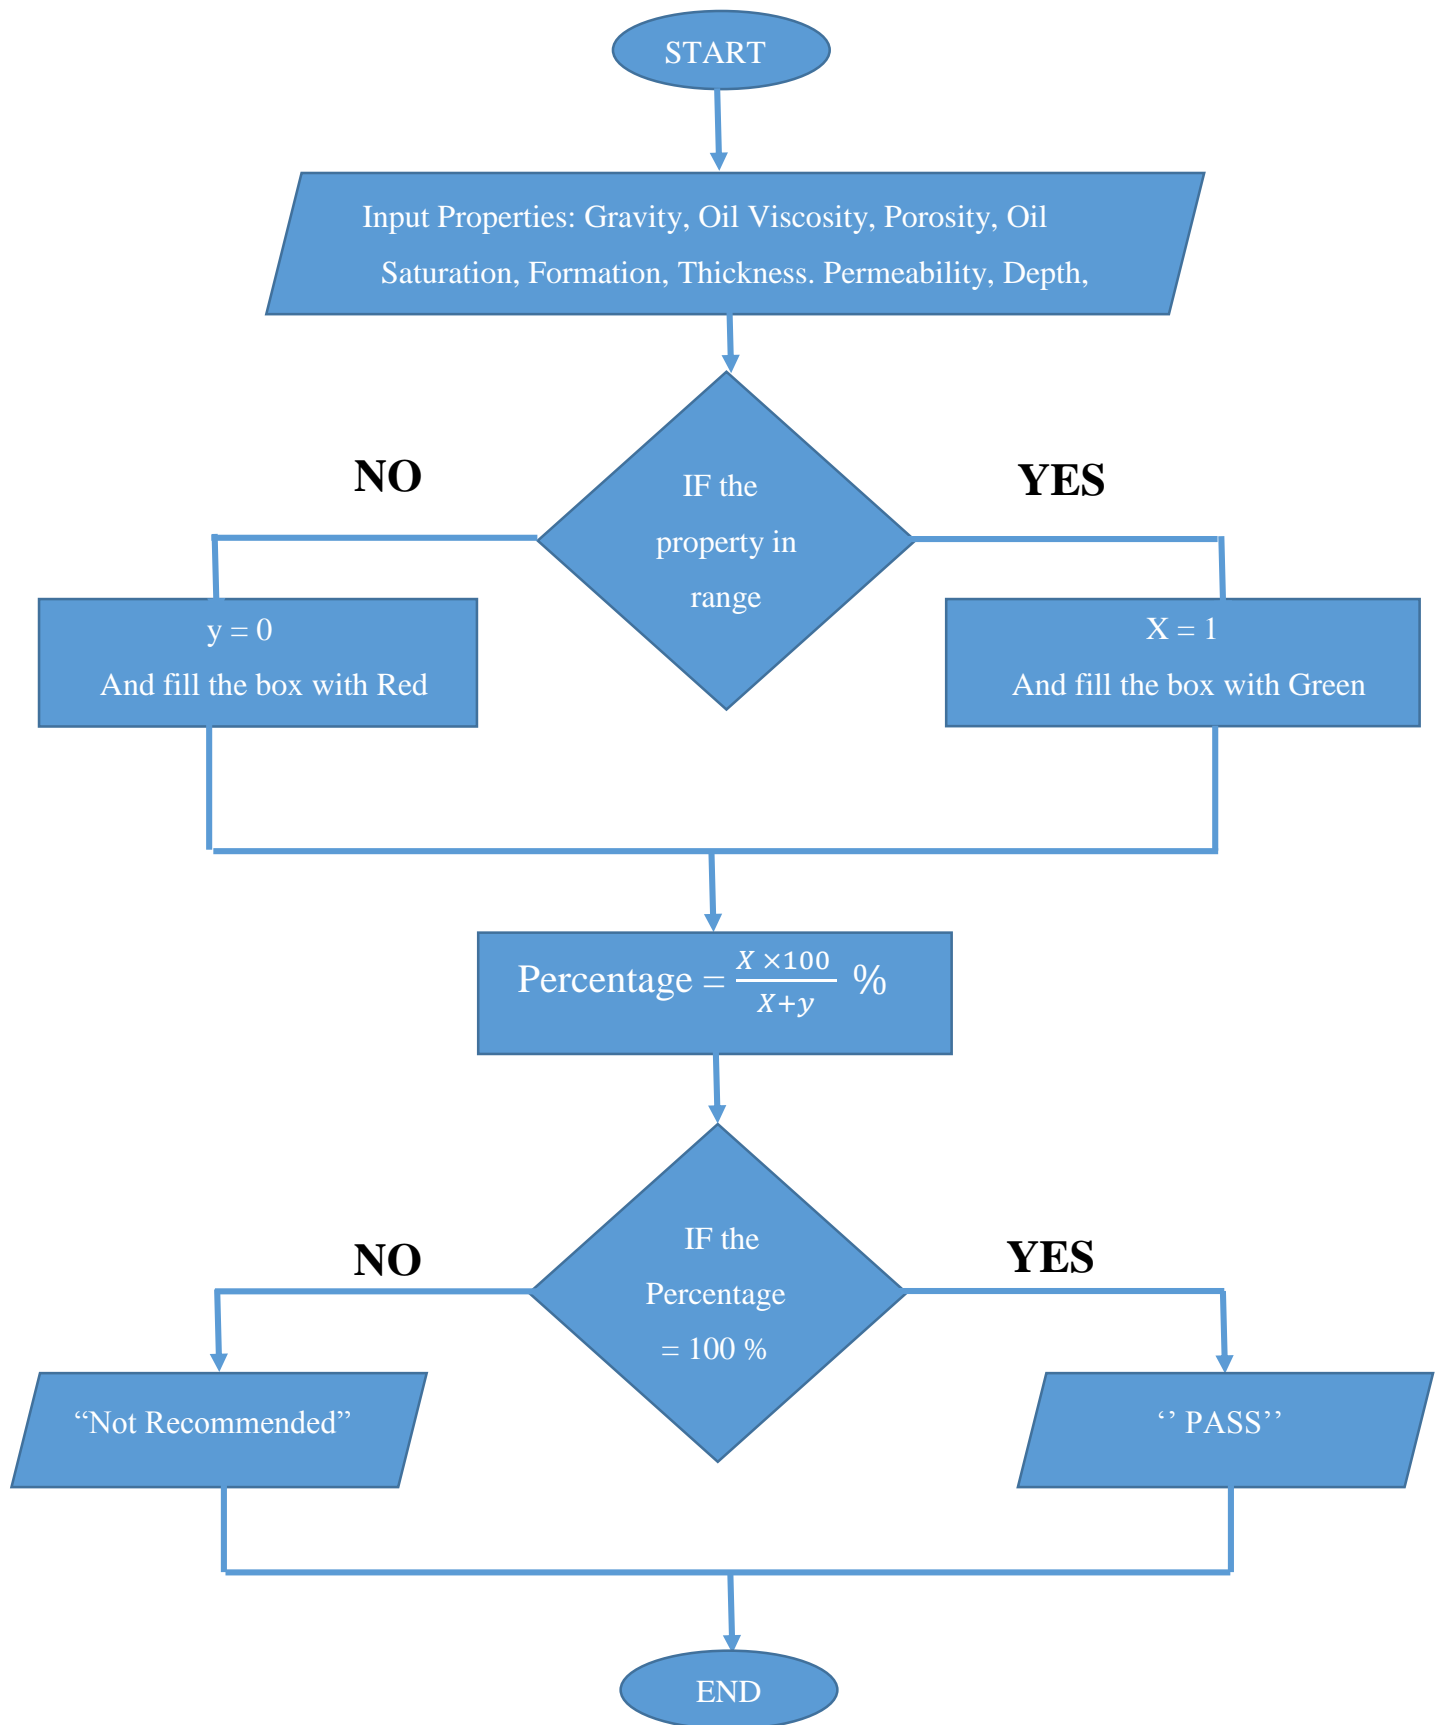 START
Input Properties: Gravity, Oil Viscosity, Porosity, Oil
Saturation, Formation, Thickness. Permeability, Depth,
NO
YES
IF the
property in
range
y = 0
And fill the box with Red
X = 1
And fill the box with Green
Percentage = X ×100 / X+y %
NO
YES
IF the
Percentage
= 100 %
“Not Recommended”
‘’ PASS’’
END